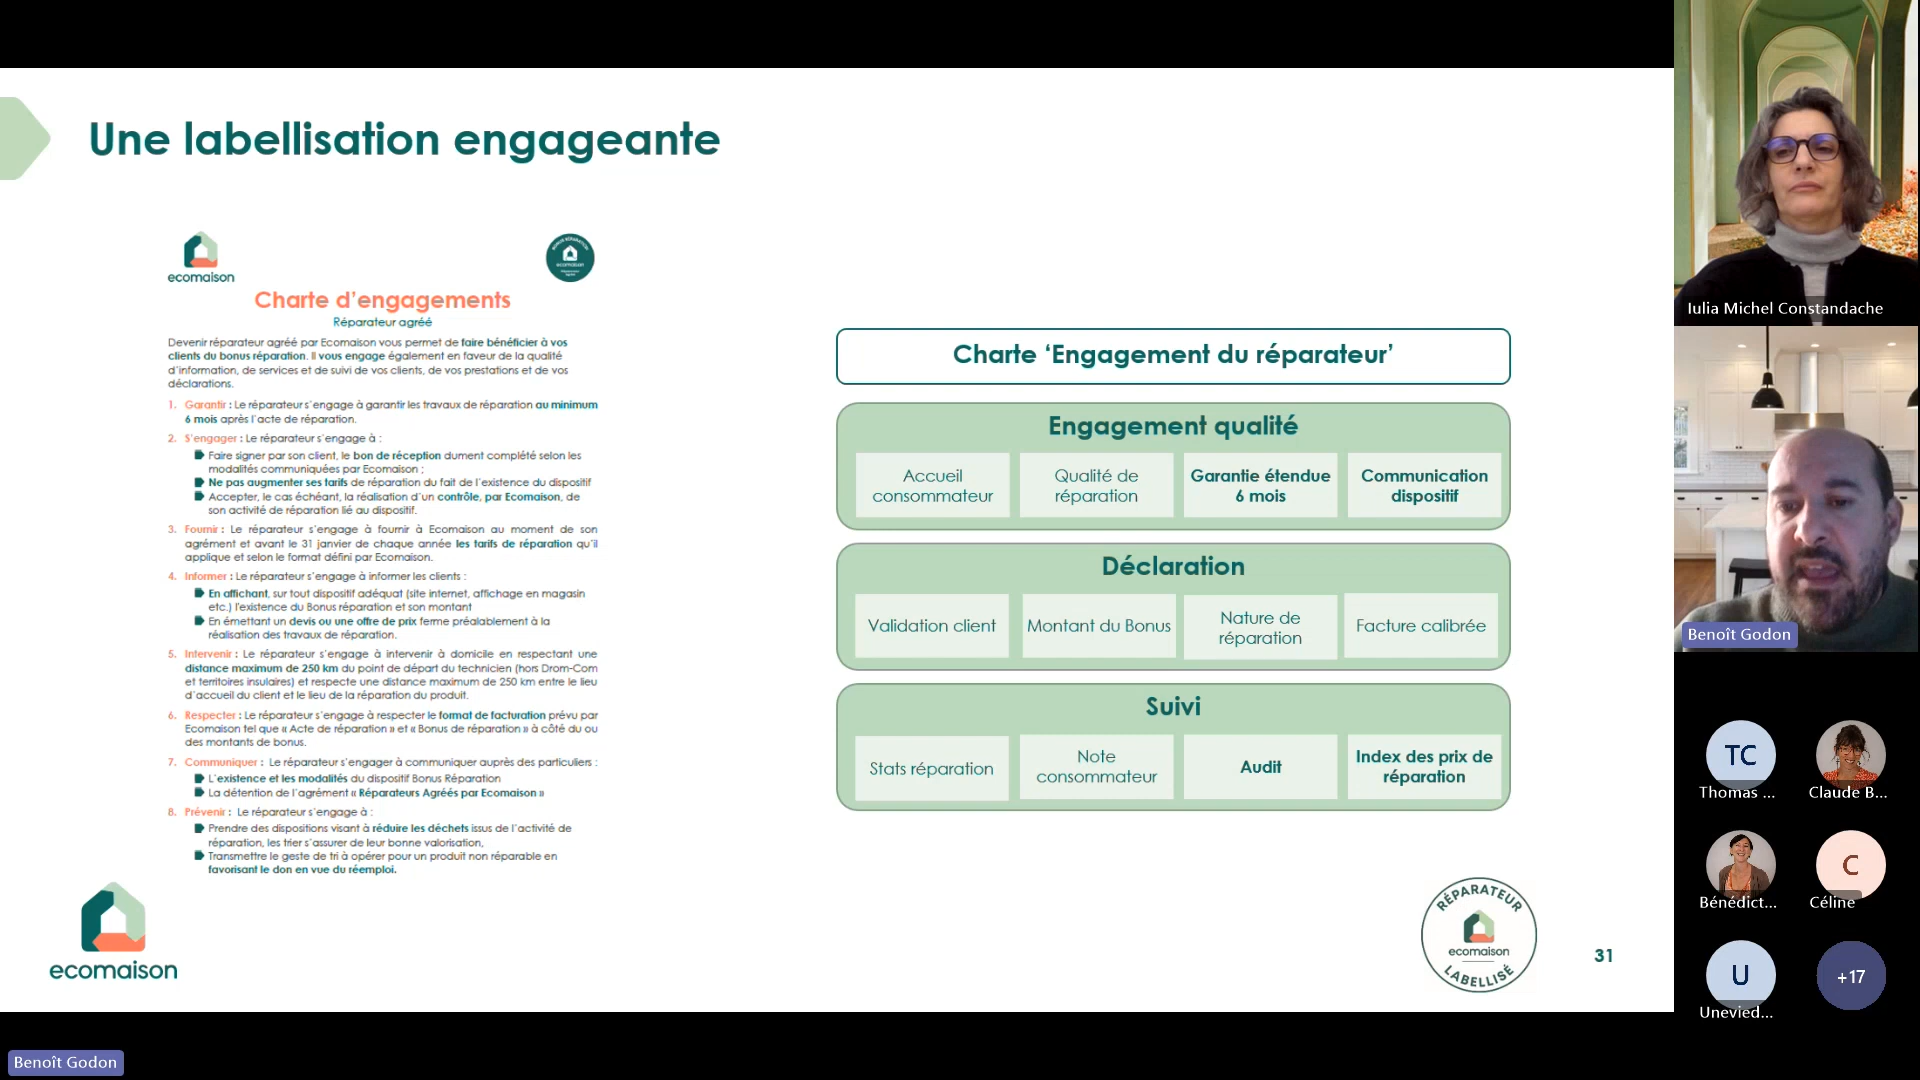 Une labellisation engageante
ecomaison
Charte d’engagements
Réparateur agréé
Devenir réparateur agréé par Ecomaison vous permet de faire bénéficier à vos
clients du bonus réparation. Il vous engage également en faveur de la qualité
d’information, de services et de suivi de vos clients, de vos prestations et de vos
déclarations.
1. Garantir : Le réparateur s’engage à garantir les travaux de réparation au minimum
6 mois après l’acte de réparation.
2. S’engager : Le réparateur s’engage à :
Faire signer par son client, le bon de réception dument complété selon les
modalités communiquées par Ecomaison ;
Ne pas augmenter ses tarifs de réparation du fait de l’existence du dispositif
Accepter, le cas échéant, la réalisation d’un contrôle, par Ecomaison, de
son activité de réparation lié au dispositif.
3. Fournir : Le réparateur s’engage à fournir à Ecomaison au moment de son
agrément et avant le 31 janvier de chaque année les tarifs de réparation qu’il
applique et selon le format défini par Ecomaison.
4. Informer : Le réparateur s’engage à informer les clients :
En affichant, sur tout dispositif adéquat (site internet, affichage en magasin
etc.) l’existence du Bonus réparation et son montant
En émettant un devis ou une offre de prix ferme préalablement à la
réalisation des travaux de réparation.
5. Intervenir : Le réparateur s’engage à intervenir à domicile en respectant une
distance maximum de 250 km du point de départ du technicien (hors Drom-Com
et territoires insulaires) et respecte une distance maximum de 250 km entre le lieu
d’accueil du client et le lieu de la réparation du produit.
6. Respecter : Le réparateur s’engage à respecter le format de facturation prévu par
Ecomaison tel que « Acte de réparation » et « Bonus de réparation » à côté du ou
des montants de bonus.
7. Communiquer : Le réparateur s’engager à communiquer auprès des particuliers :
L’existence et les modalités du dispositif Bonus Réparation
La détention de l’agrément « Réparateurs Agréés par Ecomaison »
8. Prévenir : Le réparateur s’engage à :
Prendre des dispositions visant à réduire les déchets issus de l’activité de
réparation, les trier s’assurer de leur bonne valorisation,
Transmettre le geste de tri à opérer pour un produit non réparable en
favorisant le don en vue du réemploi.
Charte ‘Engagement du réparateur’
Engagement qualité
Accueil
consommateur
Qualité de
réparation
Garantie étendue
6 mois
Communication
dispositif
Déclaration
Validation client
Montant du Bonus
Nature de
réparation
Facture calibrée
Suivi
Stats réparation
Note
consommateur
Audit
Index des prix de
réparation
ecomaison
RÉPARATEUR
ecomaison
LABELLISÉ
31
Iulia Michel Constandache
Benoît Godon
TC
Thomas ...
Claude B...
Bénédict...
C
Céline
U
Unevied...
+17
Benoît Godon